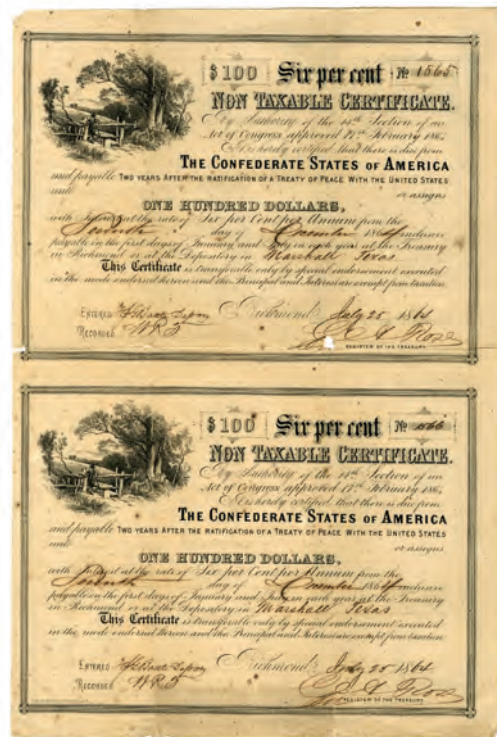 $100 Six per cent No 1565
NON TAXABLE CERTIFICATE.
By Authority of the 14th Section of an
Act of Congress approved 17th February 1864
It is hereby certified that there is due from
THE CONFEDERATE STATES OF AMERICA
and payable TWO YEARS AFTER THE RATIFICATION OF A TREATY OF PEACE WITH THE UNITED STATES
unto or assigns
ONE HUNDRED DOLLARS,
with Interest at the rate of Six per Cent per Annum from the
Seventh day of December 1864 inclusive
payable on the first days of January and July in each year at the Treasury
in Richmond or at the Depository in Marshall Texas
This Certificate is transferable only by special endorsement executed
in the mode endorsed hereon and the Principal and Interest are exempt from taxation
ENTERED
Richmond, July 25 1864
RECORDED
Rose
REGISTER OF THE TREASURY
$100 Six per cent No 1566
NON TAXABLE CERTIFICATE.
By Authority of the 14th Section of an
Act of Congress approved 17th February 1864
It is hereby certified that there is due from
THE CONFEDERATE STATES OF AMERICA
and payable TWO YEARS AFTER THE RATIFICATION OF A TREATY OF PEACE WITH THE UNITED STATES
unto or assigns
ONE HUNDRED DOLLARS,
with Interest at the rate of Six per Cent per Annum from the
Seventh day of December 1864 inclusive
payable on the first days of January and July in each year at the Treasury
in Richmond or at the Depository in Marshall Texas
This Certificate is transferable only by special endorsement executed
in the mode endorsed hereon and the Principal and Interest are exempt from taxation
ENTERED
Richmond, July 25 1864
RECORDED
Rose
REGISTER OF THE TREASURY